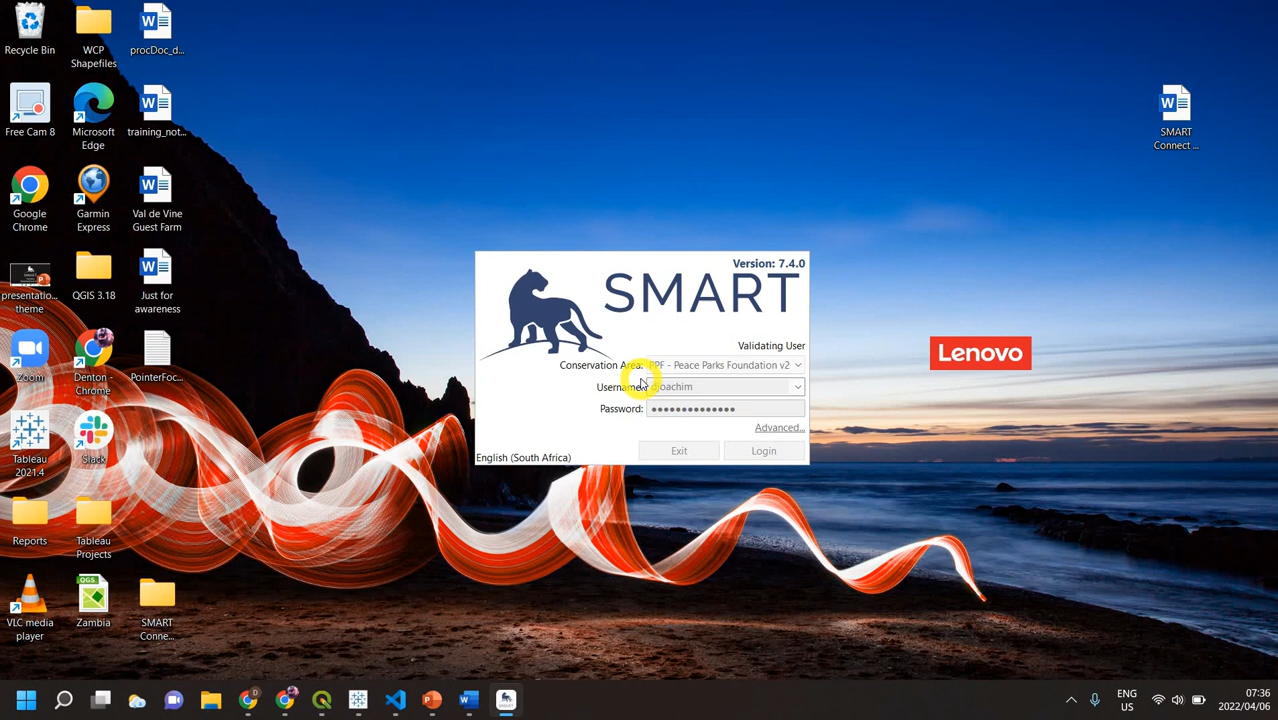 Recycle Bin
WCP
Shapefiles
procDoc_d...
Free Cam 8
Microsoft
Edge
training_not...
SMART
Connect ...
Google
Chrome
Garmin
Express
Val de Vine
Guest Farm
presentatio...
theme
QGIS 3.18
Just for
awareness
Zoom
Denton -
Chrome
PointerFoc...
Tableau
2021.4
Slack
Reports
Tableau
Projects
VLC media
player
QGS
Zambia
SMART
Conne...
Version: 7.4.0
SMART
Validating User
Conservation Area: PPF - Peace Parks Foundation v2
Username: djoachim
Password: ●●●●●●●●●●●●●●
Advanced...
Exit
Login
English (South Africa)
Lenovo
ENG
US
07:36
2022/04/06